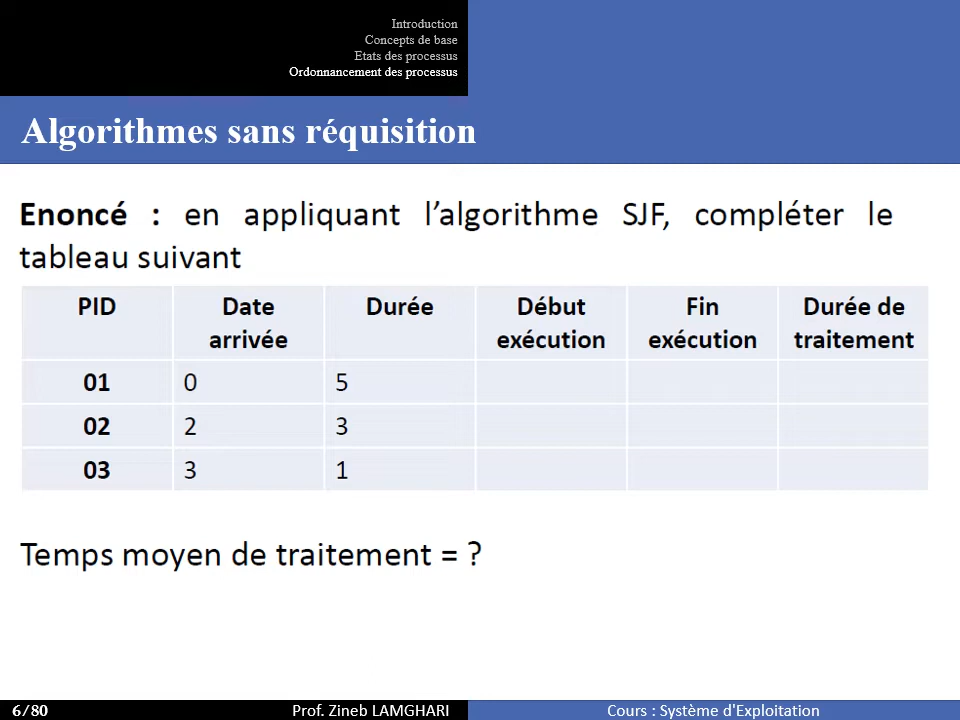 Introduction
Concepts de base
Etats des processus
Ordonnancement des processus
Algorithmes sans réquisition
Enoncé : en appliquant l’algorithme SJF, compléter le
tableau suivant
PID Date arrivée Durée Début exécution Fin exécution Durée de traitement
01 0 5
02 2 3
03 3 1
Temps moyen de traitement = ?
6/80 Prof. Zineb LAMGHARI Cours : Système d'Exploitation